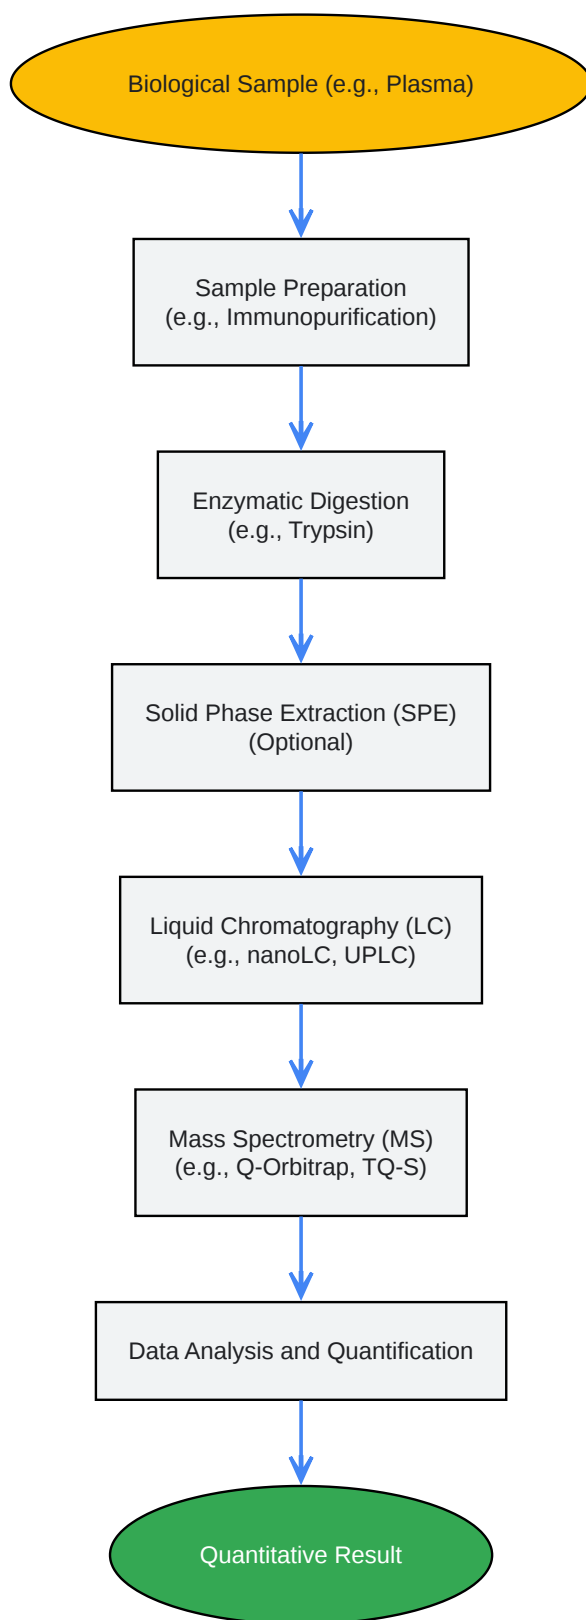 Biological Sample (e.g., Plasma)
Sample Preparation
(e.g., Immunopurification)
Enzymatic Digestion
(e.g., Trypsin)
Solid Phase Extraction (SPE)
(Optional)
Liquid Chromatography (LC)
(e.g., nanoLC, UPLC)
Mass Spectrometry (MS)
(e.g., Q-Orbitrap, TQ-S)
Data Analysis and Quantification
Quantitative Result